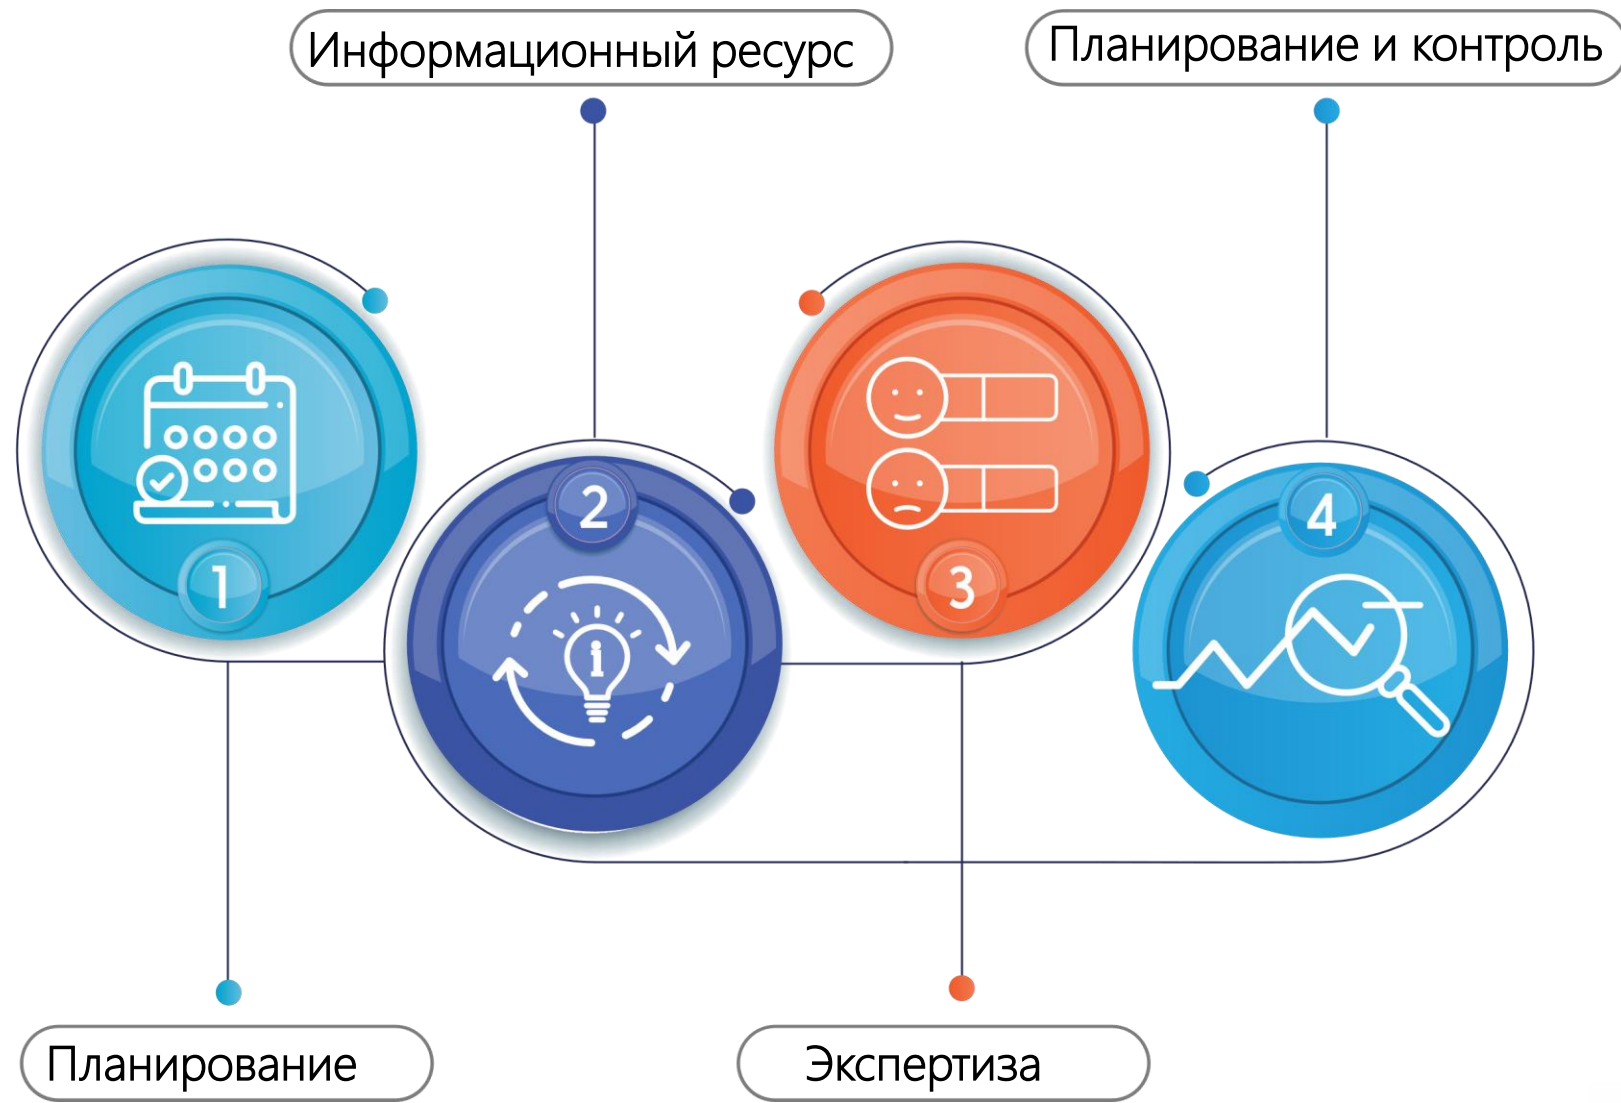 Информационный ресурс
Планирование и контроль
1
2
3
4
i
Планирование
Экспертиза